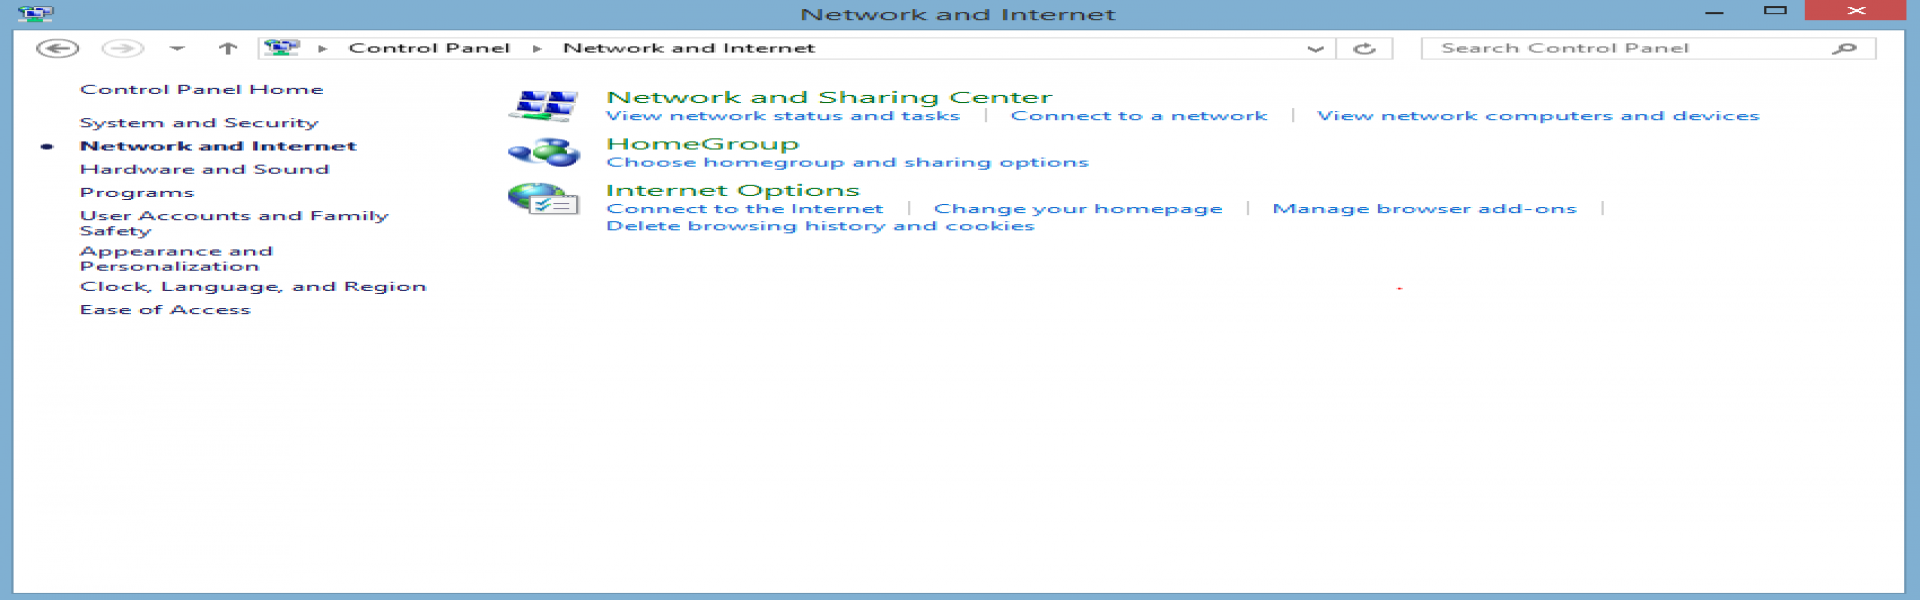 Network and Internet
Control Panel Network and Internet
Search Control Panel
Control Panel Home
System and Security
Network and Internet
Hardware and Sound
Programs
User Accounts and Family
Safety
Appearance and
Personalization
Clock, Language, and Region
Ease of Access
Network and Sharing Center
View network status and tasks Connect to a network View network computers and devices
HomeGroup
Choose homegroup and sharing options
Internet Options
Connect to the Internet Change your homepage Manage browser add-ons
Delete browsing history and cookies